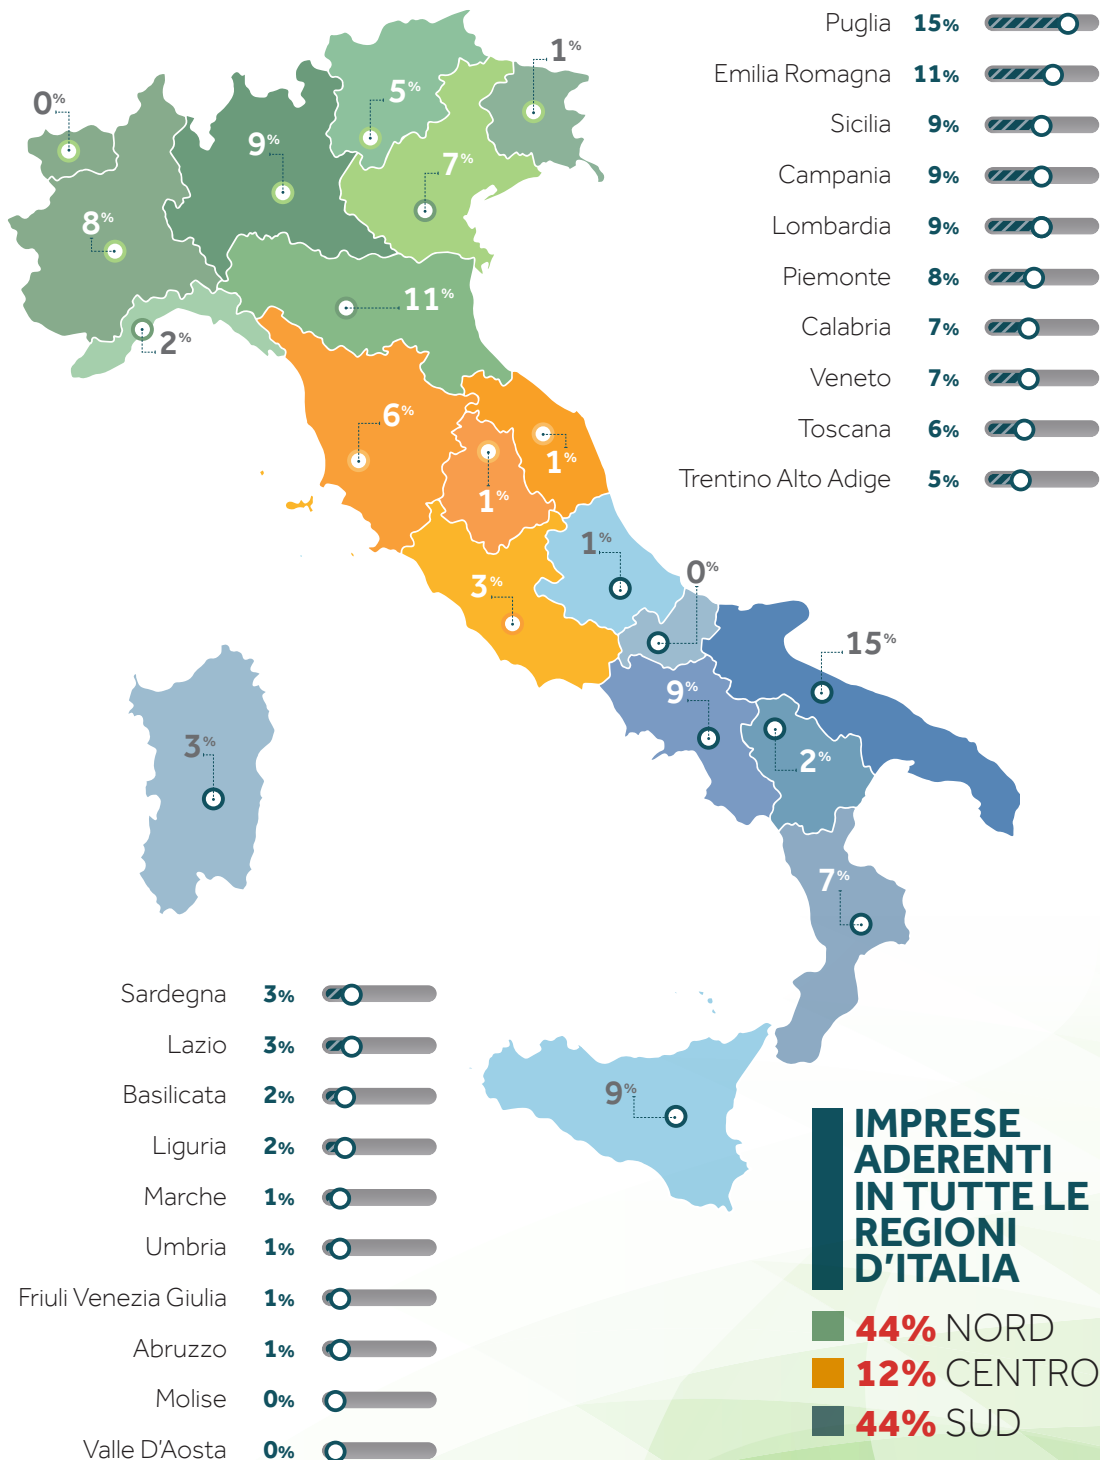 1%
0%
5%
9%
7%
8%
11%
2%
6%
1%
1%
1%
3%
0%
15%
9%
2%
3%
7%
9%
Puglia 15%
Emilia Romagna 11%
Sicilia 9%
Campania 9%
Lombardia 9%
Piemonte 8%
Calabria 7%
Veneto 7%
Toscana 6%
Trentino Alto Adige 5%
Sardegna 3%
Lazio 3%
Basilicata 2%
Liguria 2%
Marche 1%
Umbria 1%
Friuli Venezia Giulia 1%
Abruzzo 1%
Molise 0%
Valle D'Aosta 0%
IMPRESE
ADERENTI
IN TUTTE LE
REGIONI
D'ITALIA
44% NORD
12% CENTRO
44% SUD